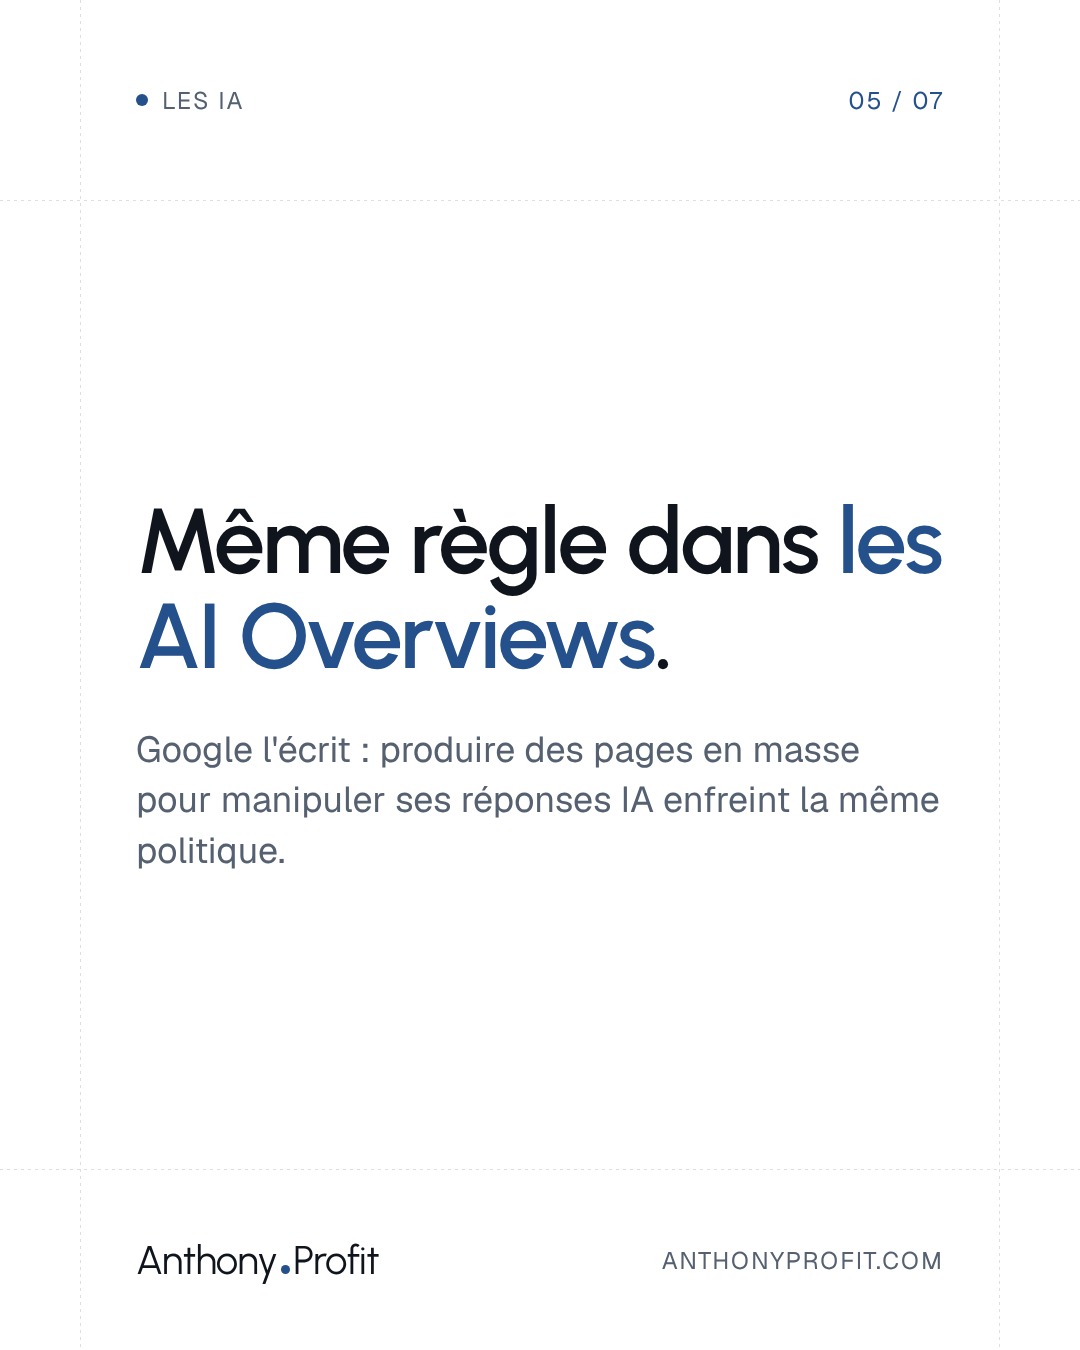 LES IA
05 / 07
Même règle dans les
AI Overviews.
Google l'écrit : produire des pages en masse
pour manipuler ses réponses IA enfreint la même
politique.
Anthony.Profit
ANTHONYPROFIT.COM